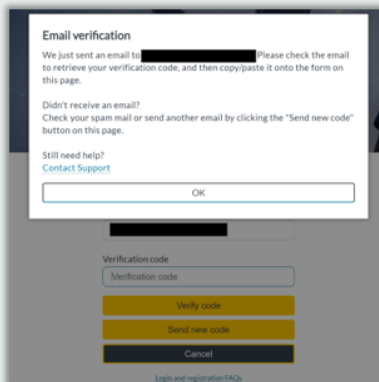 Email verification
We just sent an email to Please check the email
to retrieve your verification code, and then copy/paste it onto the form on
this page.
Didn't receive an email?
Check your spam mail or send another email by clicking the "Send new code"
button on this page.
Still need help?
Contact Support
OK
Verification code
Verification code
Verify code
Send new code
Cancel
Login and registration FAQs